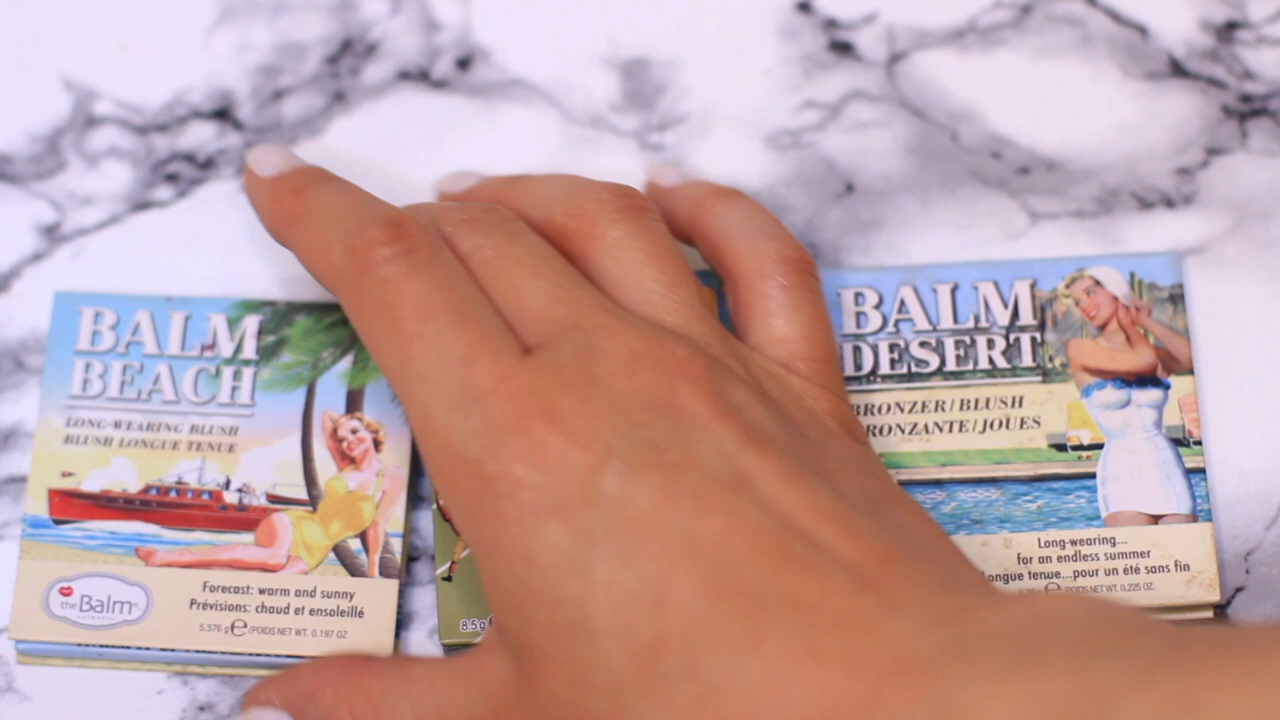 BALM
BEACH
LONG-WEARING BLUSH
BLUSH LONGUE TENUE
theBalm
COSMETICS
Forecast: warm and sunny
Prévisions: chaud et ensoleillé
5.576 g e/POIDS NET WT. 0.197 OZ
8.5g
BALM
DESERT
BRONZER/BLUSH
RONZANTE/JOUES
Long-wearing...
for an endless summer
ongue tenue...pour un été sans fin
e/POIDS NET WT. 0.225 OZ.